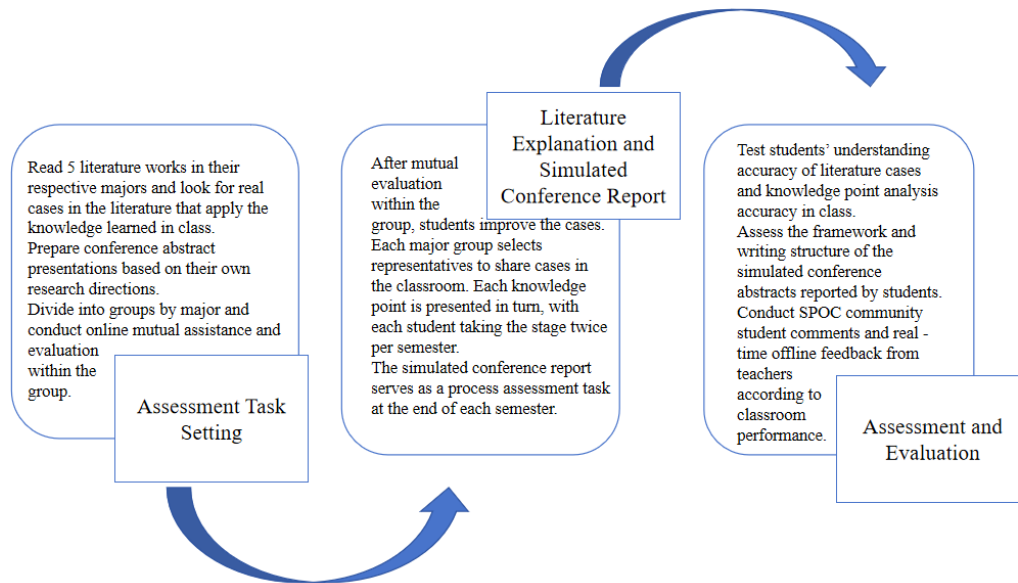 Read 5 literature works in their
respective majors and look for real
cases in the literature that apply the
knowledge learned in class.
Prepare conference abstract
presentations based on their own
research directions.
Divide into groups by major and
conduct online mutual assistance and
evaluation
within the
group.
Assessment Task
Setting
After mutual
evaluation
within the
group, students improve the cases.
Each major group selects
representatives to share cases in
the classroom. Each knowledge
point is presented in turn, with
each student taking the stage twice
per semester.
The simulated conference report
serves as a process assessment task
at the end of each semester.
Literature
Explanation and
Simulated
Conference Report
Test students’ understanding
accuracy of literature cases
and knowledge point analysis
accuracy in class.
Assess the framework and
writing structure of the
simulated conference
abstracts reported by students.
Conduct SPOC community
student comments and real -
time offline feedback from
teachers
according to
classroom
performance.
Assessment and
Evaluation